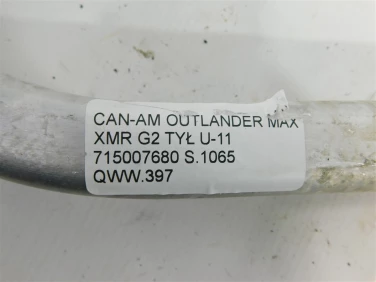 CAN-AM OUTLANDER MAX
XMR G2 TYŁ U-11
715007680 S.1065
QWW.397